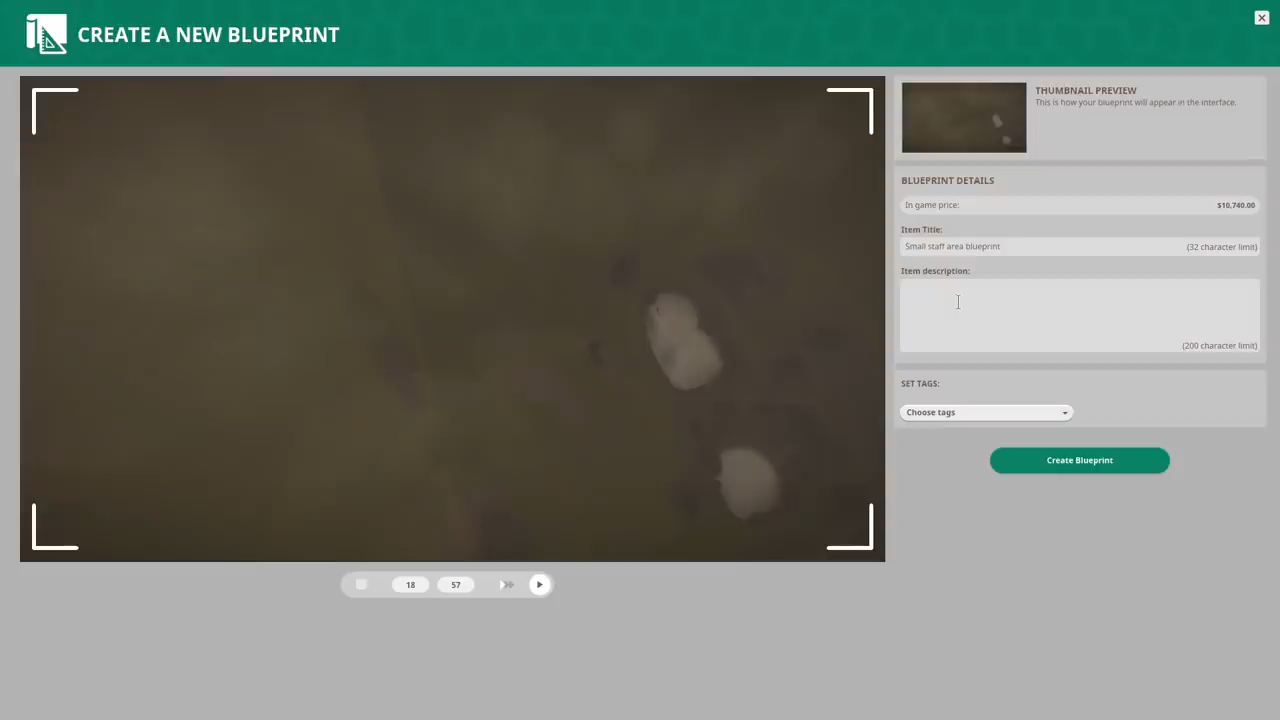 CREATE A NEW BLUEPRINT
THUMBNAIL PREVIEW
This is how your blueprint will appear in the interface.
BLUEPRINT DETAILS
In game price:
$10,740.00
Item Title:
Small staff area blueprint
(32 character limit)
Item description:
(200 character limit)
SET TAGS:
Choose tags
Create Blueprint
18
57